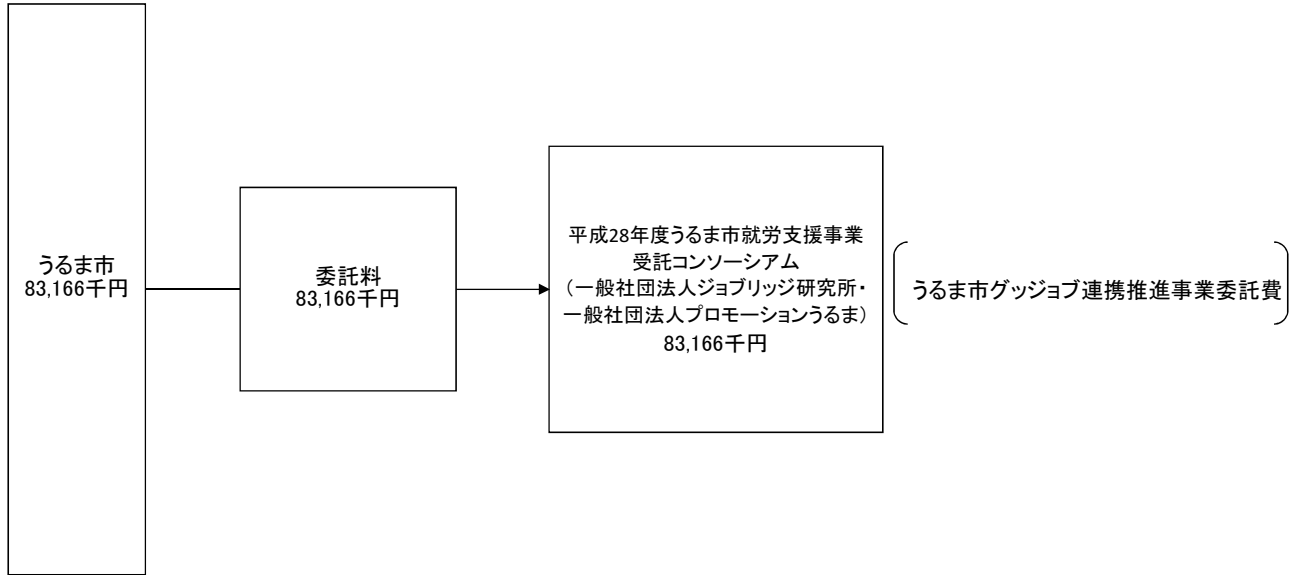 うるま市
83,166千円
委託料
83,166千円
平成28年度うるま市就労支援事業
受託コンソーシアム
（一般社団法人ジョブリッジ研究所・
一般社団法人プロモーションうるま）
83,166千円
うるま市グッジョブ連携推進事業委託費